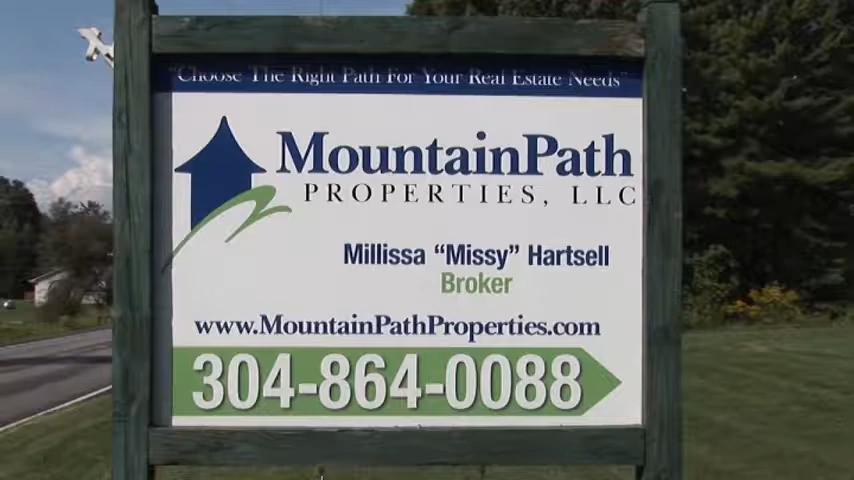 "Choose The Right Path For Your Real Estate Needs"
MountainPath
PROPERTIES, LLC
Millissa “Missy” Hartsell
Broker
www.MountainPathProperties.com
304-864-0088